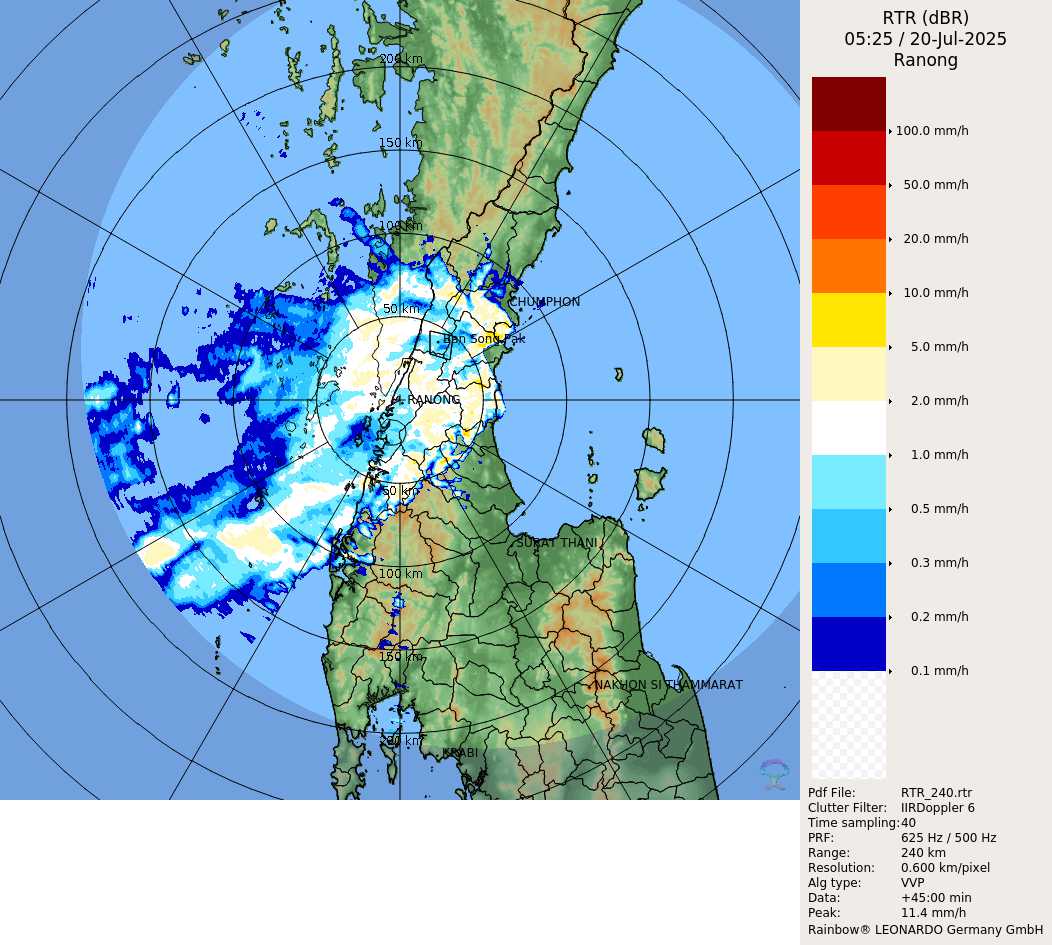 200 km
150 km
100 km
50 km
CHUMPHON
Ban Song Pak
RANONG
50 km
SURAT THANI
100 km
150 km
NAKHON SI THAMMARAT
200 km
KRABI
RTR (dBR)
05:25 / 20-Jul-2025
Ranong
100.0 mm/h
50.0 mm/h
20.0 mm/h
10.0 mm/h
5.0 mm/h
2.0 mm/h
1.0 mm/h
0.5 mm/h
0.3 mm/h
0.2 mm/h
0.1 mm/h
Pdf File: RTR_240.rtr
Clutter Filter: IIRDoppler 6
Time sampling:40
PRF: 625 Hz / 500 Hz
Range: 240 km
Resolution: 0.600 km/pixel
Alg type: VVP
Data: +45:00 min
Peak: 11.4 mm/h
Rainbow® LEONARDO Germany GmbH